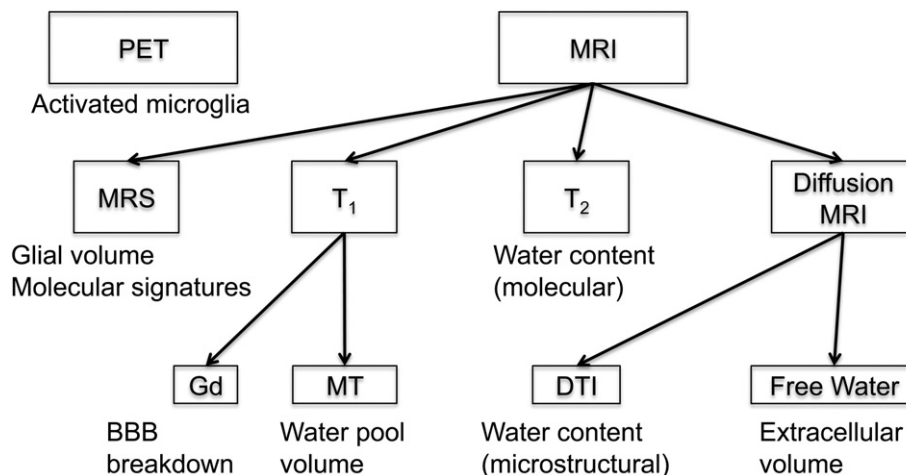 PET
MRI
Activated microglia
MRS
T₁
T₂
Diffusion
MRI
Glial volume
Molecular signatures
Water content
(molecular)
Gd
MT
DTI
Free Water
BBB
breakdown
Water pool
volume
Water content
(microstructural)
Extracellular
volume